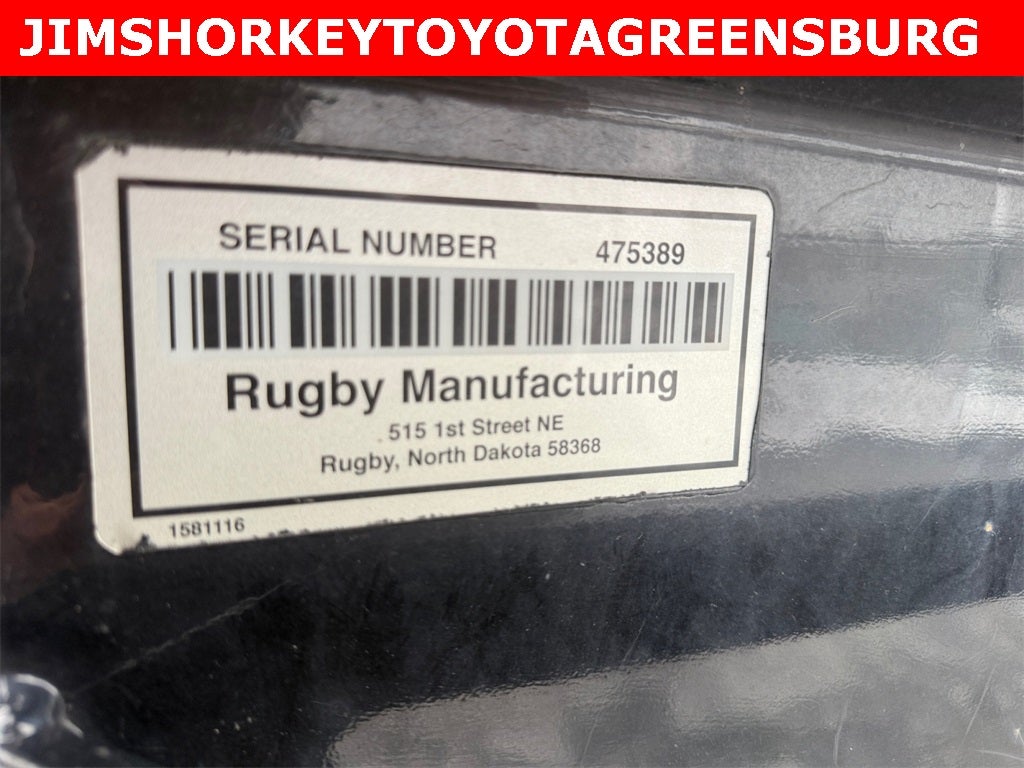 JIMSHORKEYTOYOTAGREENSBURG
SERIAL NUMBER 475389
Rugby Manufacturing
515 1st Street NE
Rugby, North Dakota 58368
1581116